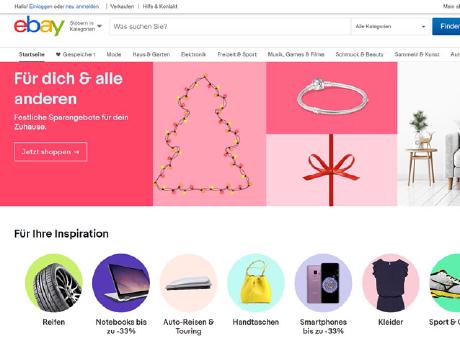 Hallo! Einloggen oder neu anmelden | Verkaufen | Hilfe & Kontakt
ebay
Stöbern in Kategorien
Was suchen Sie?
Alle Kategorien
Finden
Startseite
Gespeichert
Mode
Haus & Garten
Elektronik
Freizeit & Sport
Musik, Games & Filme
Schmuck & Beauty
Sammeln & Kunst
Für dich & alle
anderen
Festliche Sparangebote für dein
Zuhause.
Jetzt shoppen →
Für Ihre Inspiration
Reifen
Notebooks bis
zu -33%
Auto-Reisen &
Touring
Handtaschen
Smartphones
bis zu -33%
Kleider
Sport &